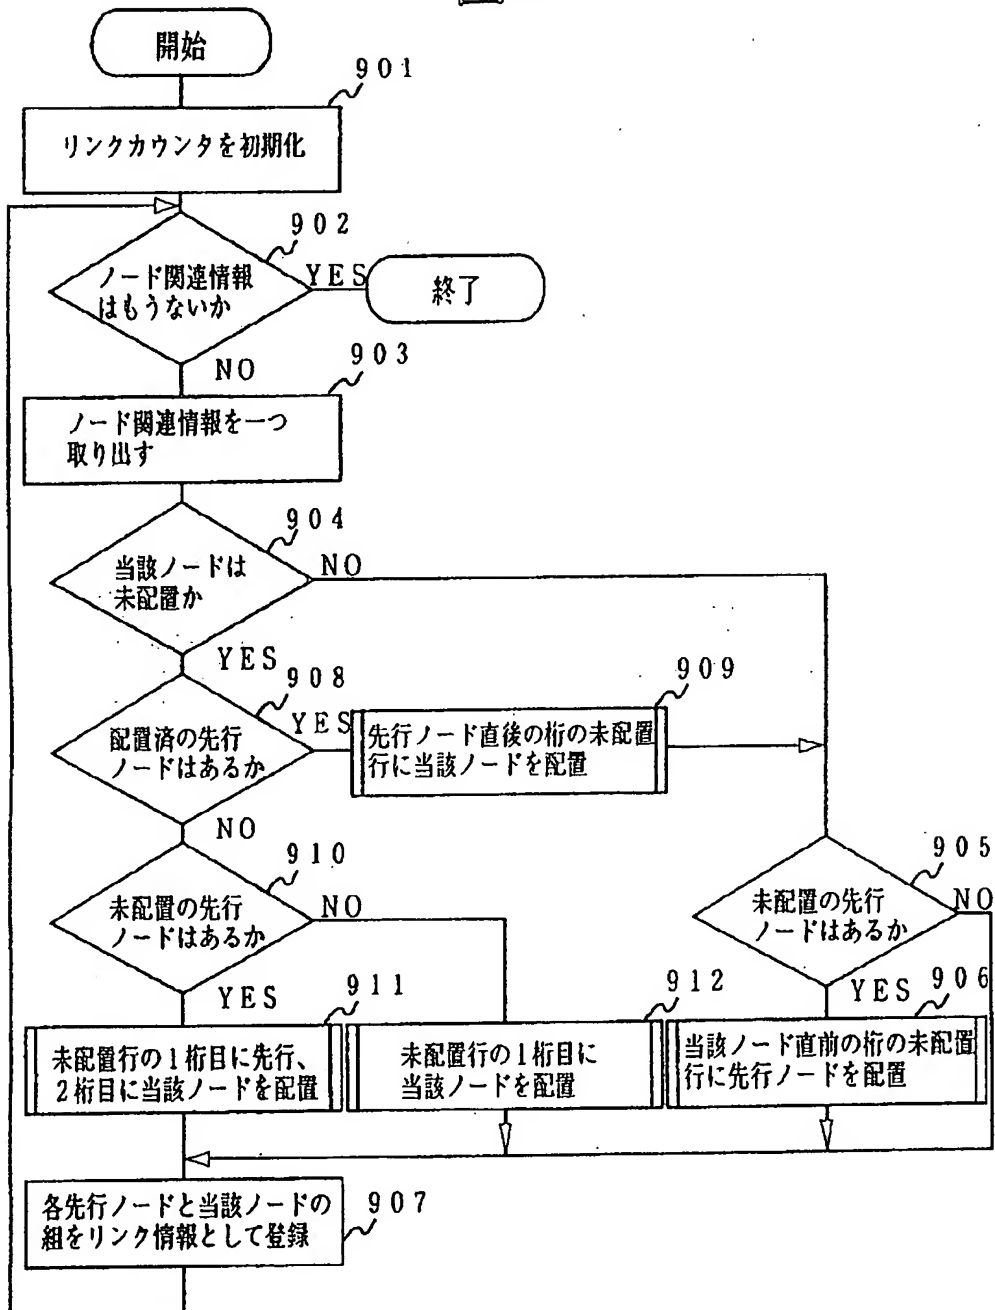 図
開始
901
リンクカウンタを初期化
902
ノード関連情報
はもうないか
YES
終了
NO
903
ノード関連情報を一つ
取り出す
904
当該ノードは
未配置か
NO
YES
908
配置済の先行
ノードはあるか
YES
909
先行ノード直後の桁の未配置
行に当該ノードを配置
NO
910
未配置の先行
ノードはあるか
NO
905
未配置の先行
ノードはあるか
NO
YES
911
未配置行の1桁目に先行、
2桁目に当該ノードを配置
912
未配置行の1桁目に
当該ノードを配置
YES
906
当該ノード直前の桁の未配置
行に先行ノードを配置
各先行ノードと当該ノードの
組をリンク情報として登録
907